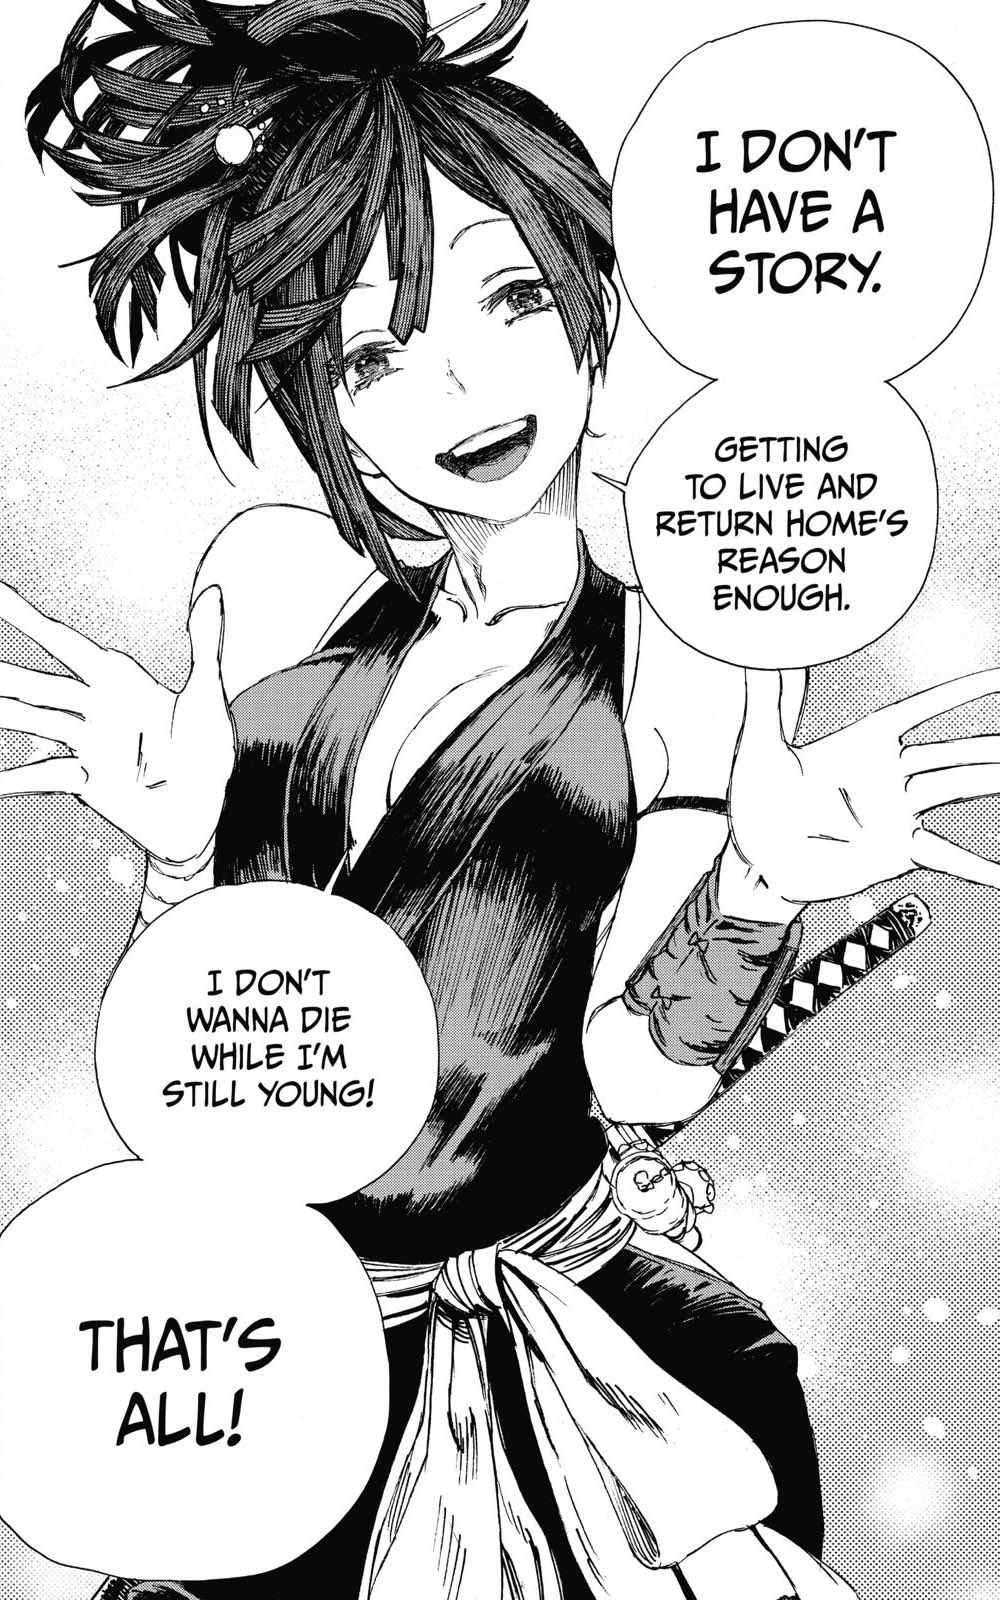 I DON'T
HAVE A
STORY.
GETTING
TO LIVE AND
RETURN HOME'S
REASON
ENOUGH.
I DON'T
WANNA DIE
WHILE I'M
STILL YOUNG!
THAT'S
ALL!